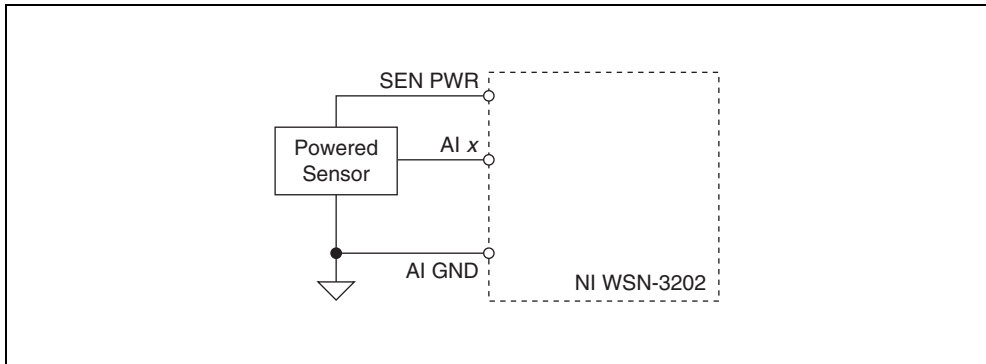 SEN PWR
Powered
Sensor
AI x
AI GND
NI WSN-3202